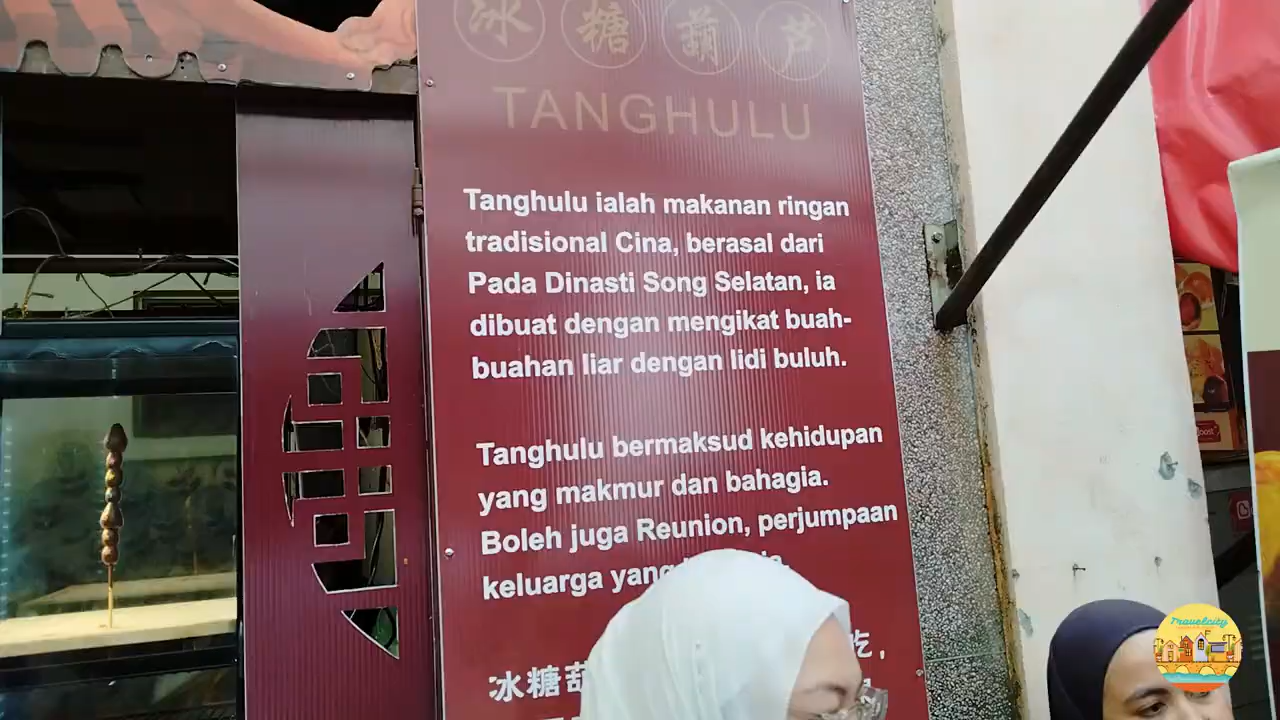 冰糖葫芦
TANGHULU
Tanghulu ialah makanan ringan
tradisional Cina, berasal dari
Pada Dinasti Song Selatan, ia
dibuat dengan mengikat buah-
buahan liar dengan lidi buluh.
Tanghulu bermaksud kehidupan
yang makmur dan bahagia.
Boleh juga Reunion, perjumpaan
keluarga yang
冰糖葫
Travelcity